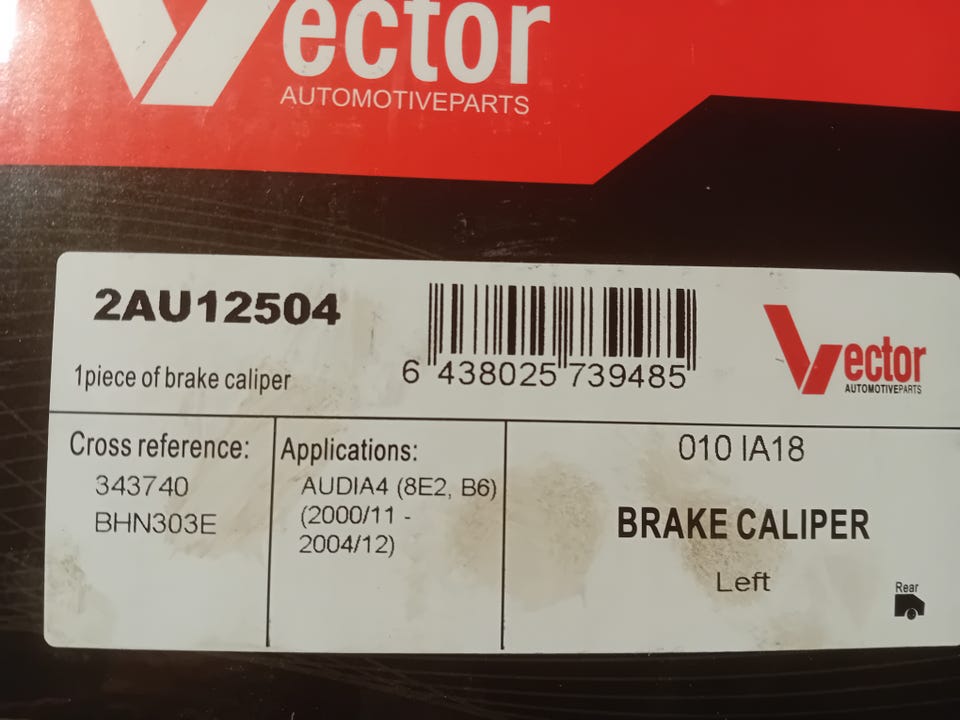 Vector
AUTOMOTIVEPARTS
2AU12504
1piece of brake caliper
6 438025 739485
Vector
AUTOMOTIVEPARTS
Cross reference:
343740
BHN303E
Applications:
AUDIA4 (8E2, B6)
(2000/11 -
2004/12)
010 IA18
BRAKE CALIPER
Left
Rear